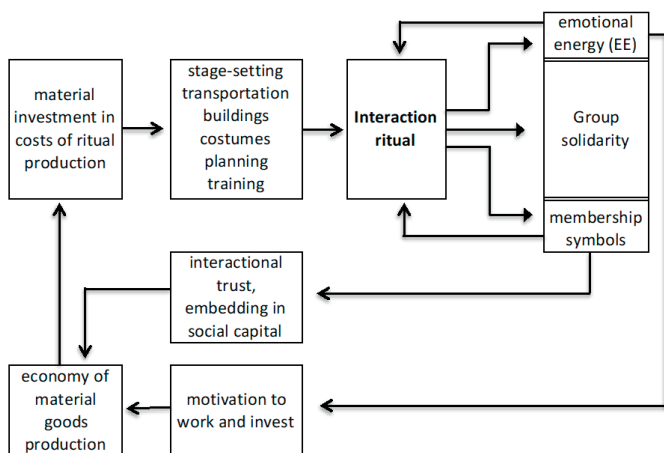 material
investment in
costs of ritual
production
stage-setting
transportation
buildings
costumes
planning
training
Interaction
ritual
emotional
energy (EE)
Group
solidarity
membership
symbols
interactional
trust,
embedding in
social capital
economy of
material
goods
production
motivation to
work and invest